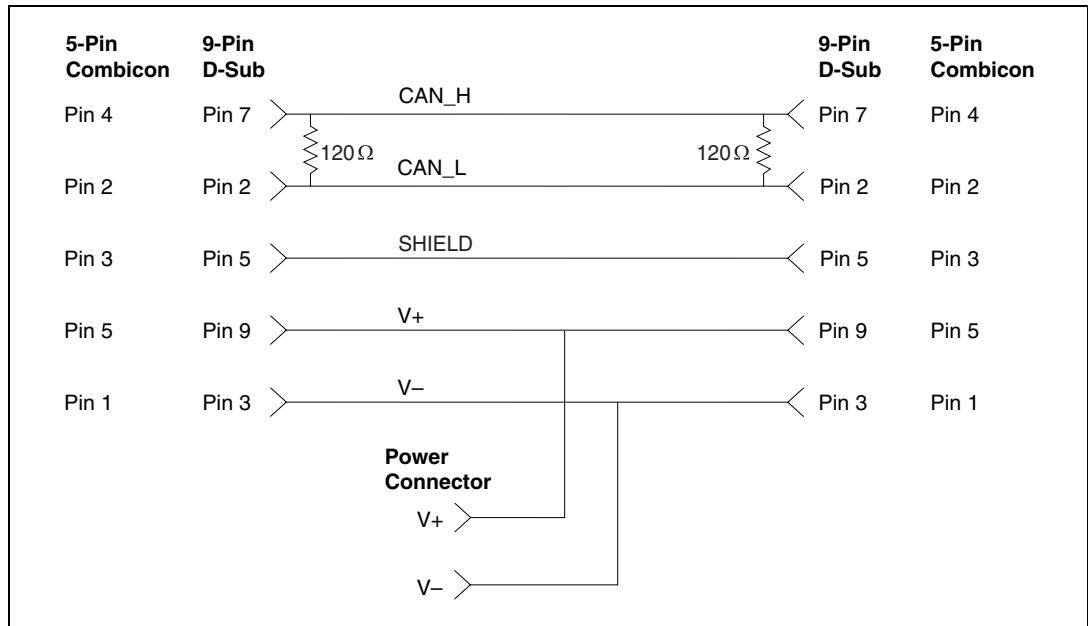 5-Pin Combicon 9-Pin D-Sub 9-Pin D-Sub 5-Pin Combicon
CAN_H
Pin 4 Pin 7 Pin 7 Pin 4
120 Ω 120 Ω
CAN_L
Pin 2 Pin 2 Pin 2 Pin 2
SHIELD
Pin 3 Pin 5 Pin 5 Pin 3
V+
Pin 5 Pin 9 Pin 9 Pin 5
V–
Pin 1 Pin 3 Pin 3 Pin 1
Power
Connector
V+
V–